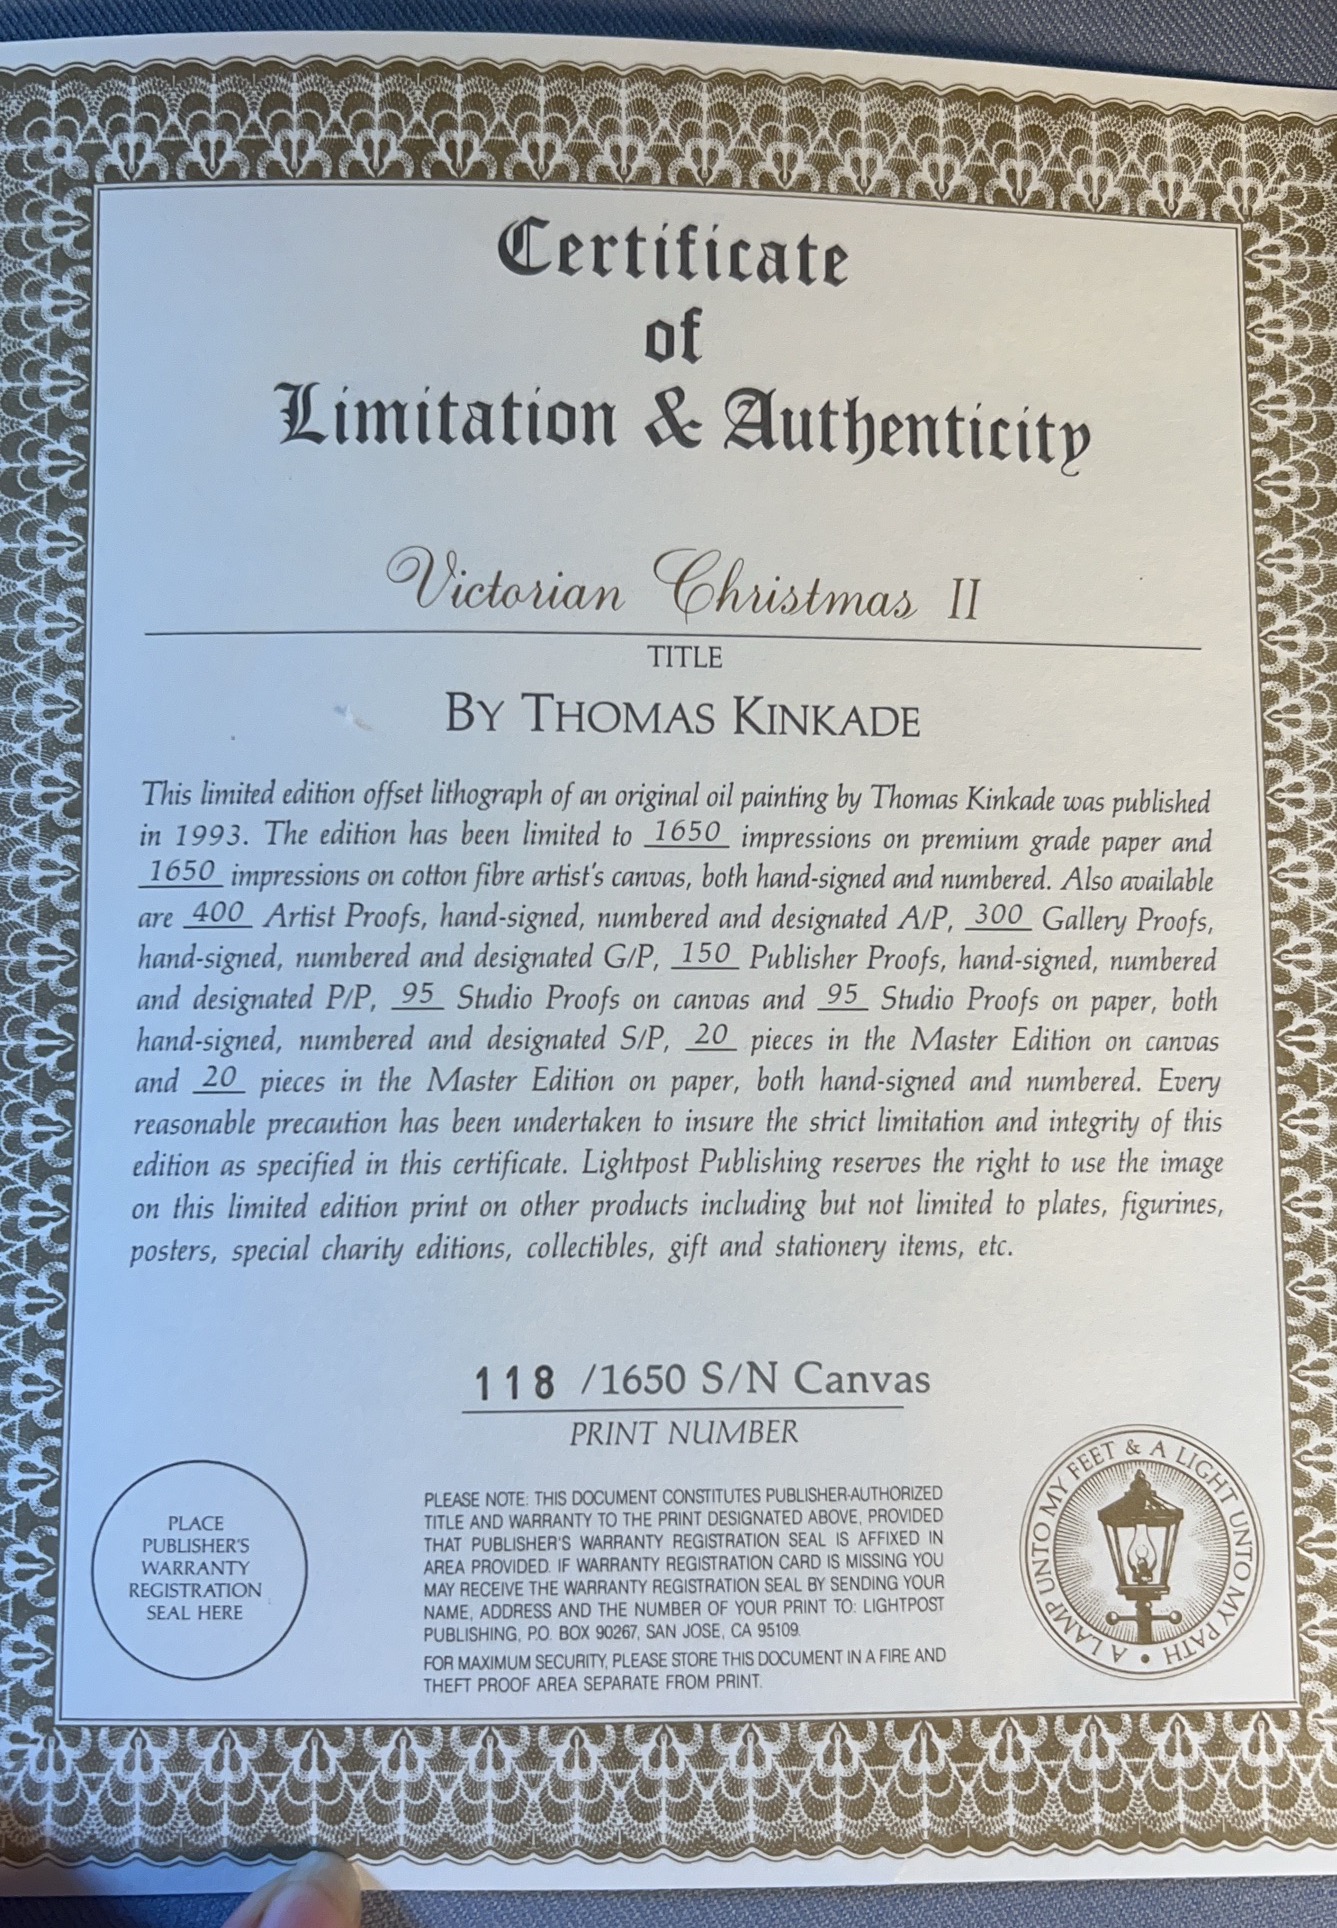 Certificate
of
Limitation & Authenticity
Victorian Christmas II
TITLE
BY THOMAS KINKADE
This limited edition offset lithograph of an original oil painting by Thomas Kinkade was published
in 1993. The edition has been limited to 1650 impressions on premium grade paper and
1650 impressions on cotton fibre artist's canvas, both hand-signed and numbered. Also available
are 400 Artist Proofs, hand-signed, numbered and designated A/P, 300 Gallery Proofs,
hand-signed, numbered and designated G/P, 150 Publisher Proofs, hand-signed, numbered
and designated P/P, 95 Studio Proofs on canvas and 95 Studio Proofs on paper, both
hand-signed, numbered and designated S/P, 20 pieces in the Master Edition on canvas
and 20 pieces in the Master Edition on paper, both hand-signed and numbered. Every
reasonable precaution has been undertaken to insure the strict limitation and integrity of this
edition as specified in this certificate. Lightpost Publishing reserves the right to use the image
on this limited edition print on other products including but not limited to plates, figurines,
posters, special charity editions, collectibles, gift and stationery items, etc.
118 /1650 S/N Canvas
PRINT NUMBER
PLACE
PUBLISHER'S
WARRANTY
REGISTRATION
SEAL HERE
PLEASE NOTE: THIS DOCUMENT CONSTITUTES PUBLISHER-AUTHORIZED
TITLE AND WARRANTY TO THE PRINT DESIGNATED ABOVE, PROVIDED
THAT PUBLISHER'S WARRANTY REGISTRATION SEAL IS AFFIXED IN
AREA PROVIDED. IF WARRANTY REGISTRATION CARD IS MISSING YOU
MAY RECEIVE THE WARRANTY REGISTRATION SEAL BY SENDING YOUR
NAME, ADDRESS AND THE NUMBER OF YOUR PRINT TO: LIGHTPOST
PUBLISHING, P.O. BOX 90267, SAN JOSE, CA 95109.
FOR MAXIMUM SECURITY, PLEASE STORE THIS DOCUMENT IN A FIRE AND
THEFT PROOF AREA SEPARATE FROM PRINT.
A LAMP UNTO MY FEET & A LIGHT UNTO MY PATH •